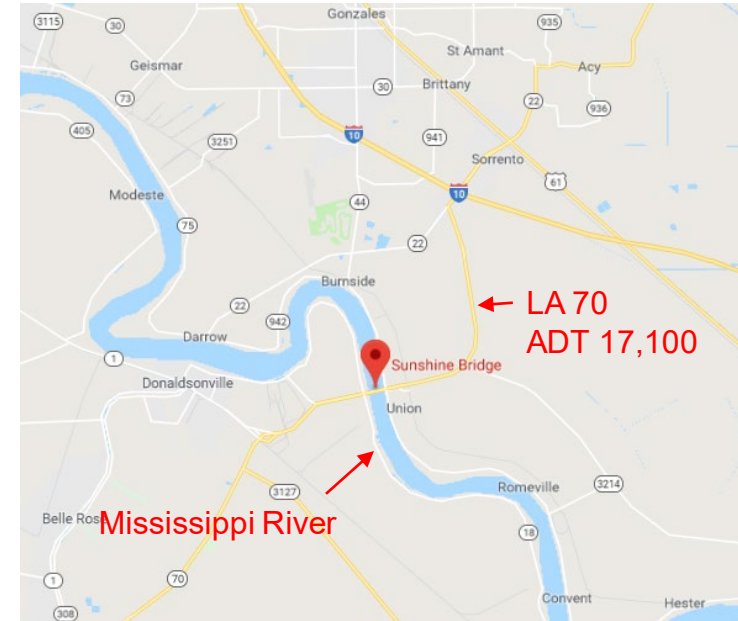 Gonzales
3115
30
935
St Amant
Geismar
Acy
30
Brittany
73
22
936
405
10
941
3251
Sorrento
61
10
Modeste
44
75
22
Burnside
22
LA 70
942
ADT 17,100
Darrow
1
Sunshine Bridge
Donaldsonville
Union
3127
Romeville
3214
Belle Rose
Mississippi River
18
1
70
Convent
Hester
308